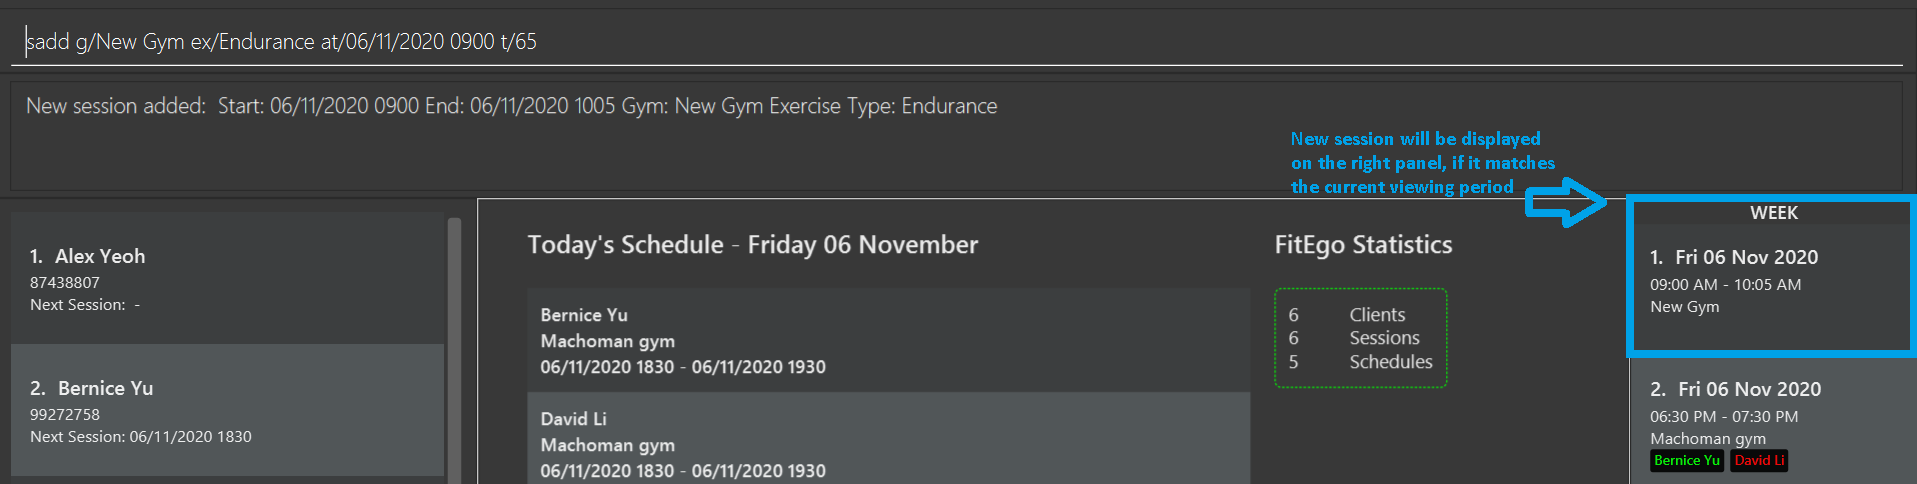 sadd g/New Gym ex/Endurance at/06/11/2020 0900 t/65
New session added:  Start: 06/11/2020 0900 End: 06/11/2020 1005 Gym: New Gym Exercise Type: Endurance
New session will be displayed
on the right panel, if it matches
the current viewing period
1.  Alex Yeoh
87438807
Next Session:  -
2.  Bernice Yu
99272758
Next Session: 06/11/2020 1830
Today's Schedule - Friday 06 November
Bernice Yu
Machoman gym
06/11/2020 1830 - 06/11/2020 1930
David Li
Machoman gym
06/11/2020 1830 - 06/11/2020 1930
FitEgo Statistics
6 Clients
6 Sessions
5 Schedules
WEEK
1.  Fri 06 Nov 2020
09:00 AM - 10:05 AM
New Gym
2.  Fri 06 Nov 2020
06:30 PM - 07:30 PM
Machoman gym
Bernice Yu David Li